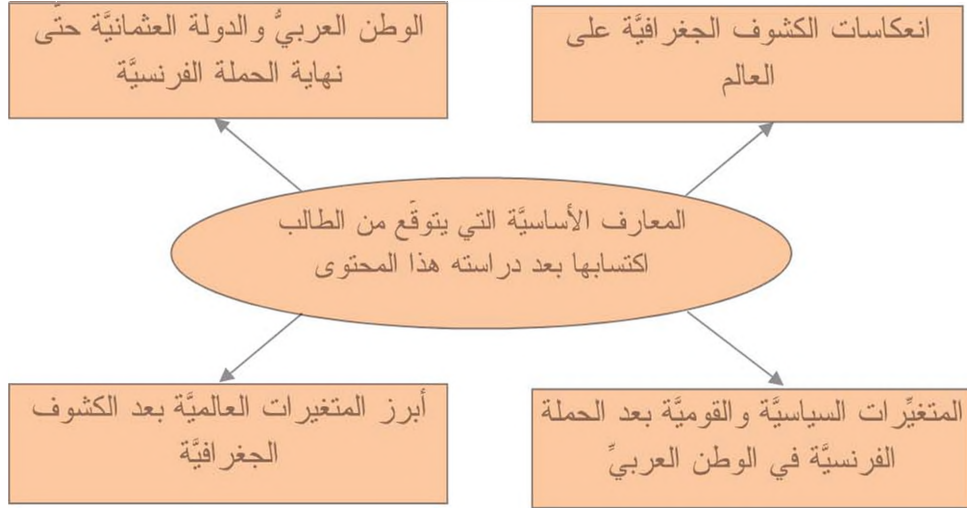 انعكاسات الكشوف الجغرافيَّة على
العالم
الوطن العربيُّ والدولة العثمانيَّة حتَّى
نهاية الحملة الفرنسيَّة
المعارف الأساسيَّة التي يتوقَّع من الطالب
اكتسابها بعد دراسته هذا المحتوى
المتغيِّرات السياسيَّة والقوميَّة بعد الحملة
الفرنسيَّة في الوطن العربيِّ
أبرز المتغيرات العالميَّة بعد الكشوف
الجغرافيَّة